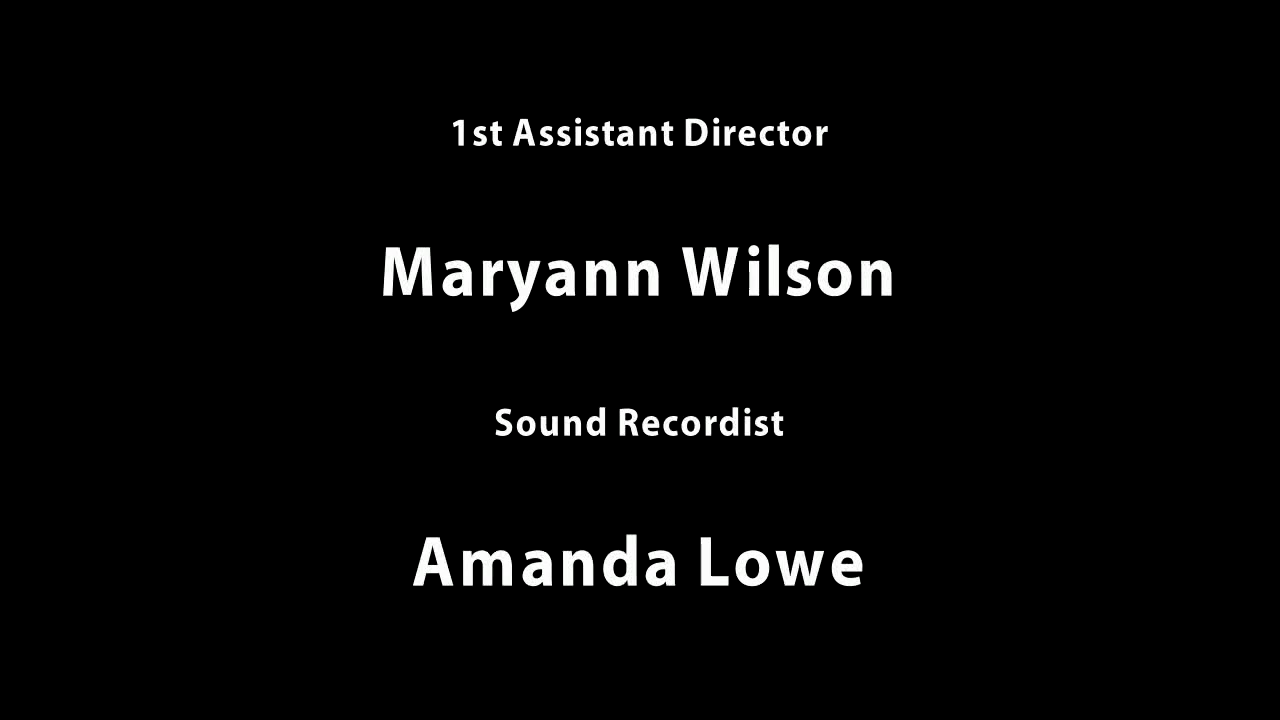 1st Assistant Director
Maryann Wilson
Sound Recordist
Amanda Lowe